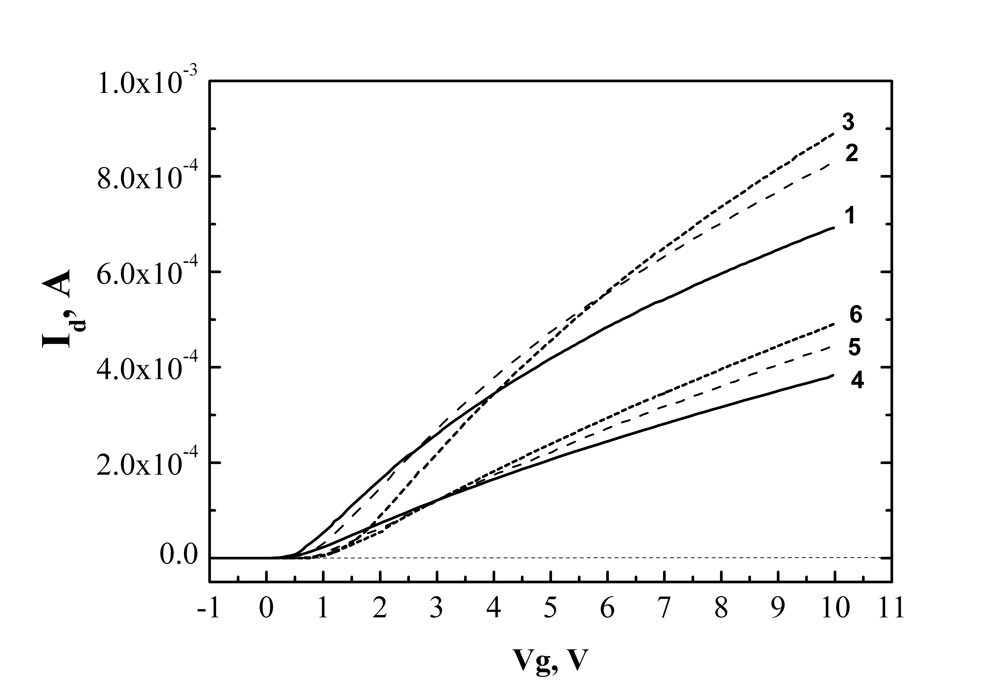 1.0x10⁻³
8.0x10⁻⁴
6.0x10⁻⁴
4.0x10⁻⁴
2.0x10⁻⁴
0.0
I_d, A
3
2
1
6
5
4
-1 0 1 2 3 4 5 6 7 8 9 10 11
Vg, V